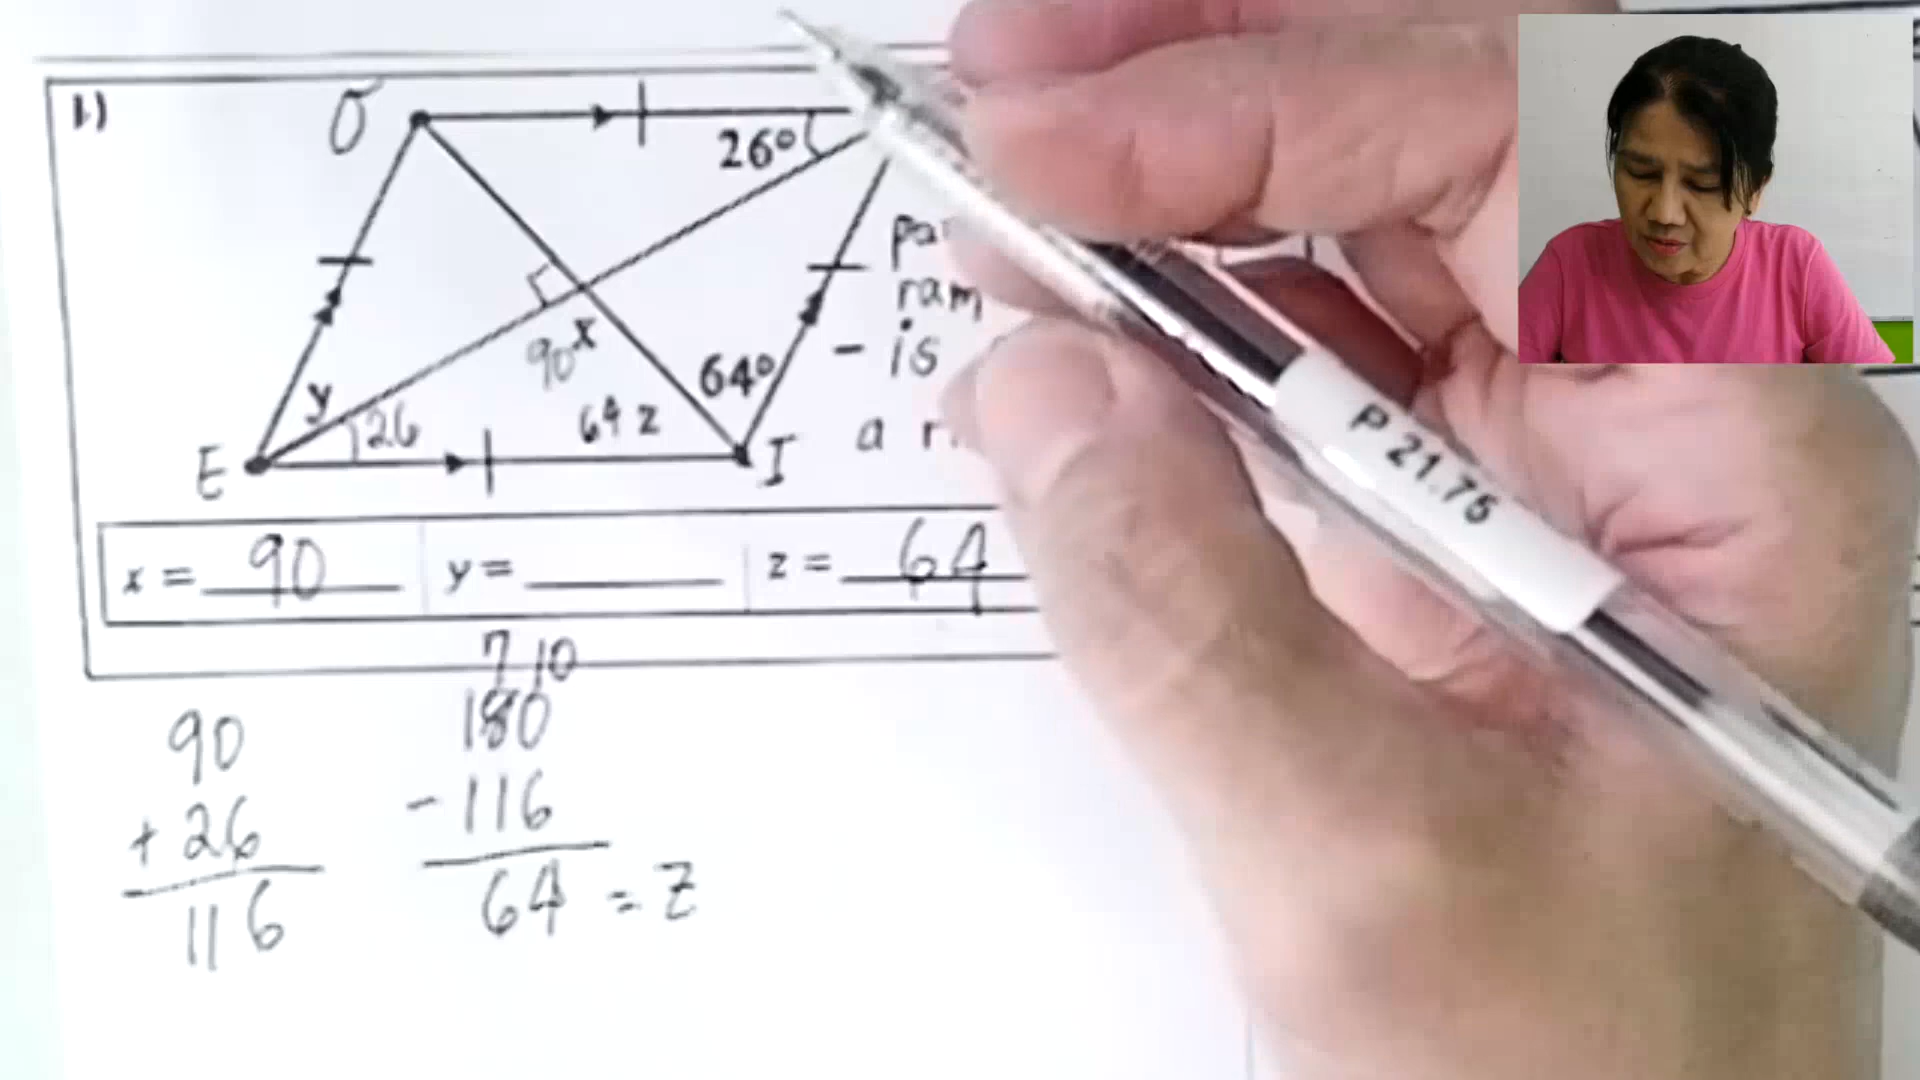 1.)
O
26°
par
ram
- is
90
x
64°
y
26
64 z
a r
E
I
x = 90
y =
z = 64
7 10
90
180
+ 26
- 116
116
64 = z
P 21.75